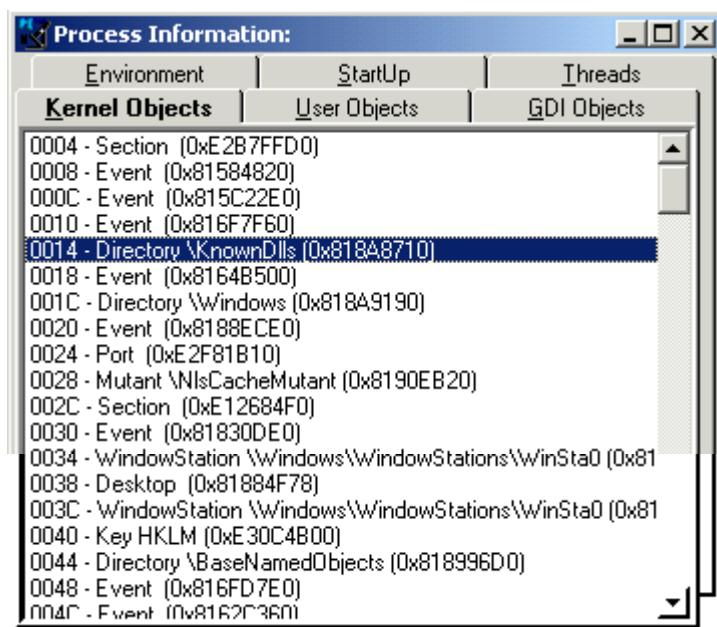 Process Information:
Environment StartUp Threads
Kernel Objects User Objects GDI Objects
0004 - Section (0xE2B7FFD0)
0008 - Event (0x81584820)
000C - Event (0x815C22E0)
0010 - Event (0x816F7F60)
0014 - Directory \KnownDlls (0x818A8710)
0018 - Event (0x8164B500)
001C - Directory \Windows (0x818A9190)
0020 - Event (0x8188ECE0)
0024 - Port (0xE2F81B10)
0028 - Mutant \NlsCacheMutant (0x8190EB20)
002C - Section (0xE12684F0)
0030 - Event (0x81830DE0)
0034 - WindowStation \Windows\WindowStations\WinSta0 (0x81
0038 - Desktop (0x81884F78)
003C - WindowStation \Windows\WindowStations\WinSta0 (0x81
0040 - Key HKLM (0xE30C4B00)
0044 - Directory \BaseNamedObjects (0x818996D0)
0048 - Event (0x816FD7E0)
004C - Event (0x8162C360)